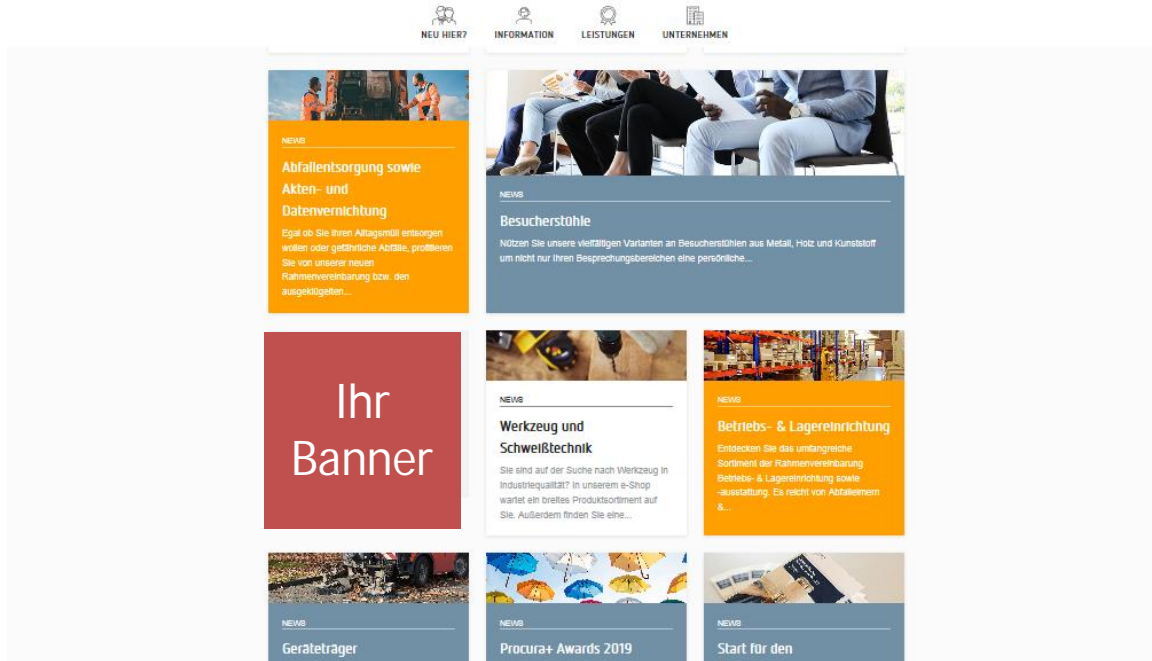 NEU HIER? INFORMATION LEISTUNGEN UNTERNEHMEN
NEWS
Abfallentsorgung sowie
Akten- und
Datenvernichtung
Egal ob Sie Ihren Alltagsmüll entsorgen
wollen oder gefährliche Abfälle, profitieren
Sie von unserer neuen
Rahmenvereinbarung bzw. den
ausgeklügelten...
NEWS
Besucherstühle
Nützen Sie unsere vielfältigen Varianten an Besucherstühlen aus Metall, Holz und Kunststoff
um nicht nur Ihren Besprechungsbereichen eine persönliche...
Ihr
Banner
NEWS
Werkzeug und
Schweißtechnik
Sie sind auf der Suche nach Werkzeug in
Industriequalität? In unserem e-Shop
wartet ein breites Produktsortiment auf
Sie. Außerdem finden Sie eine...
NEWS
Betriebs- & Lagereinrichtung
Entdecken Sie das umfangreiche
Sortiment der Rahmenvereinbarung
Betriebs- & Lagereinrichtung sowie
-ausstattung. Es reicht von Abfalleimern
&...
NEWS
Geräteträger
NEWS
Procura+ Awards 2019
NEWS
Start für den